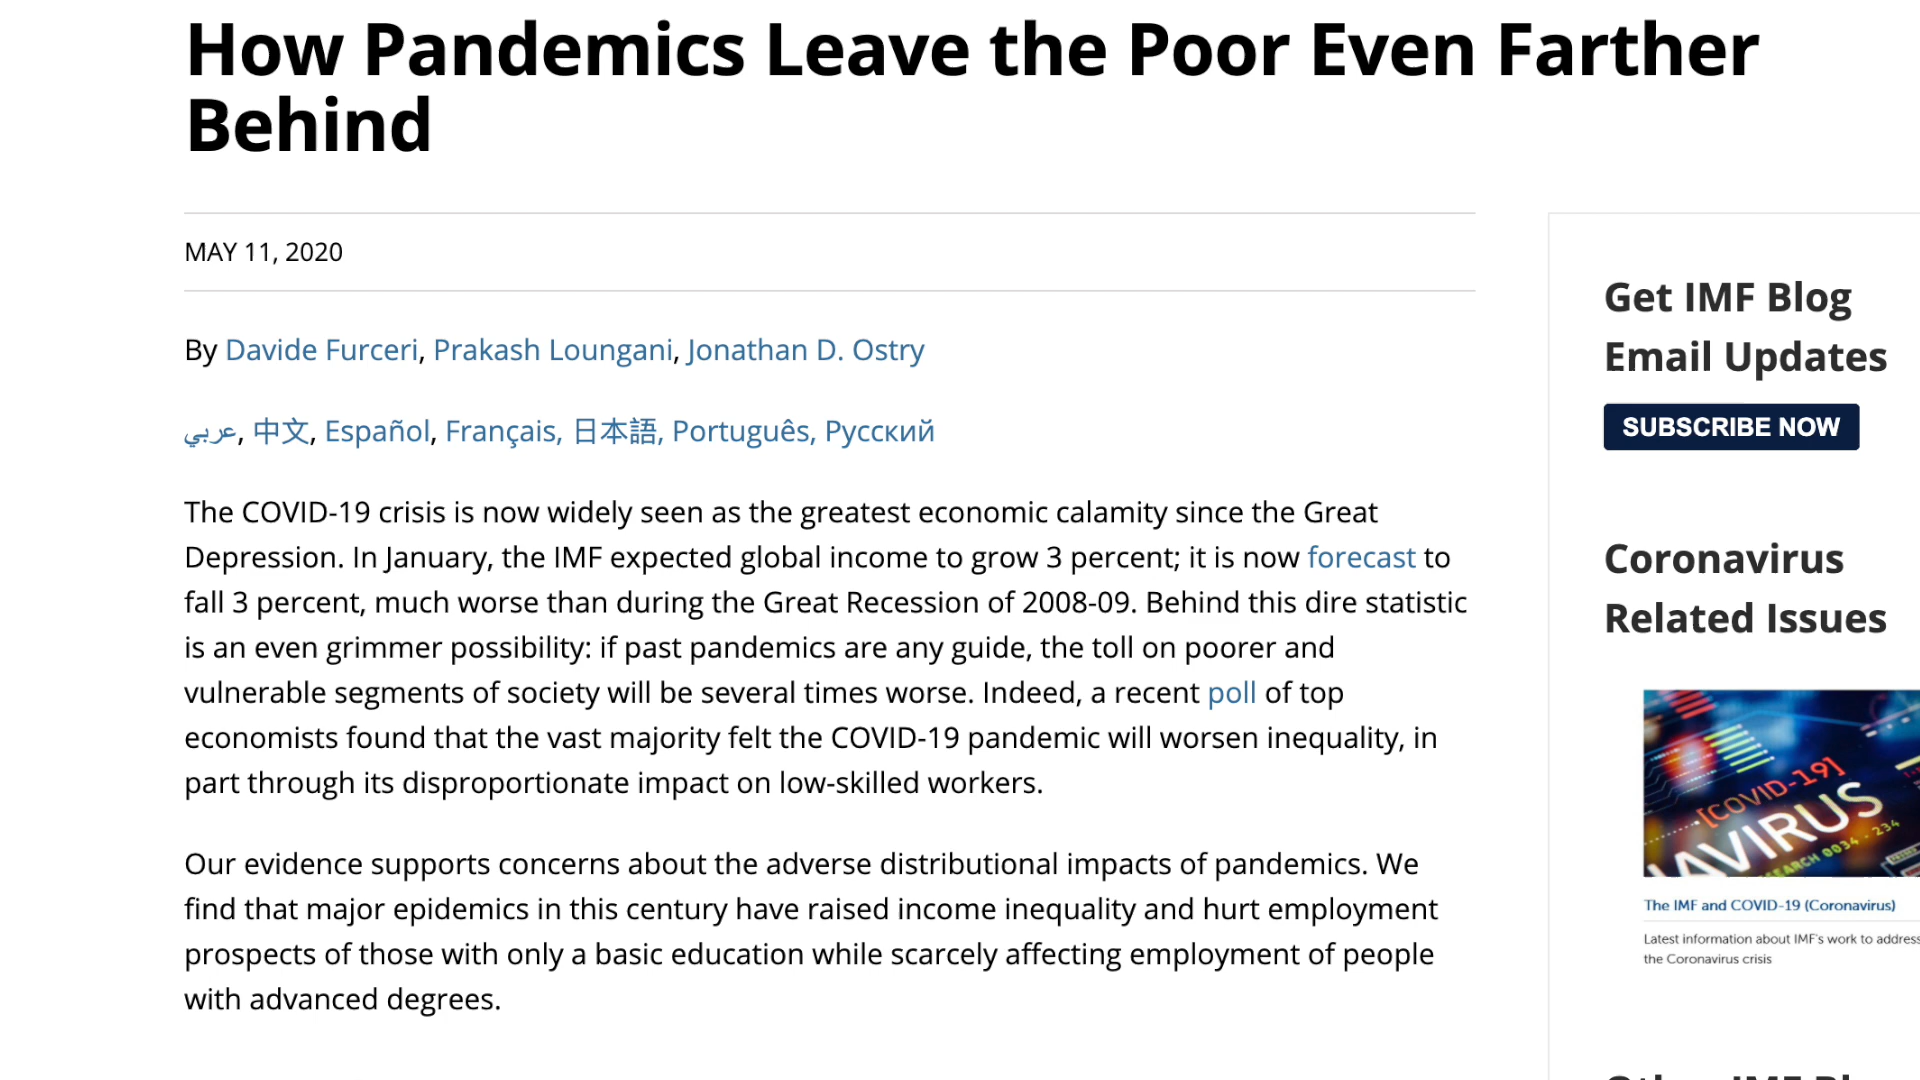 How Pandemics Leave the Poor Even Farther
Behind
MAY 11, 2020
By Davide Furceri, Prakash Loungani, Jonathan D. Ostry
عربي, 中文, Español, Français, 日本語, Português, Русский
The COVID-19 crisis is now widely seen as the greatest economic calamity since the Great
Depression. In January, the IMF expected global income to grow 3 percent; it is now forecast to
fall 3 percent, much worse than during the Great Recession of 2008-09. Behind this dire statistic
is an even grimmer possibility: if past pandemics are any guide, the toll on poorer and
vulnerable segments of society will be several times worse. Indeed, a recent poll of top
economists found that the vast majority felt the COVID-19 pandemic will worsen inequality, in
part through its disproportionate impact on low-skilled workers.
Our evidence supports concerns about the adverse distributional impacts of pandemics. We
find that major epidemics in this century have raised income inequality and hurt employment
prospects of those with only a basic education while scarcely affecting employment of people
with advanced degrees.
Get IMF Blog
Email Updates
SUBSCRIBE NOW
Coronavirus
Related Issues
[COVID-19]
AVIRUS
SEARCH 0034 - 234
The IMF and COVID-19 (Coronavirus)
Latest information about IMF's work to address
the Coronavirus crisis
IMF